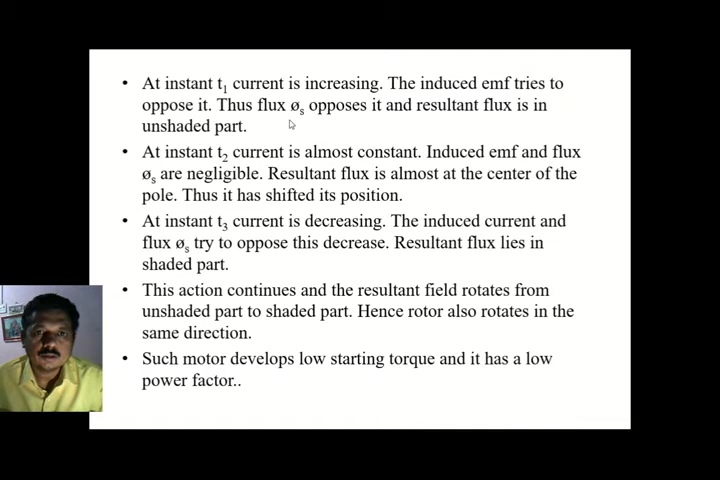 • At instant t₁ current is increasing. The induced emf tries to
oppose it. Thus flux øₛ opposes it and resultant flux is in
unshaded part.
• At instant t₂ current is almost constant. Induced emf and flux
øₛ are negligible. Resultant flux is almost at the center of the
pole. Thus it has shifted its position.
• At instant t₃ current is decreasing. The induced current and
flux øₛ try to oppose this decrease. Resultant flux lies in
shaded part.
• This action continues and the resultant field rotates from
unshaded part to shaded part. Hence rotor also rotates in the
same direction.
• Such motor develops low starting torque and it has a low
power factor..